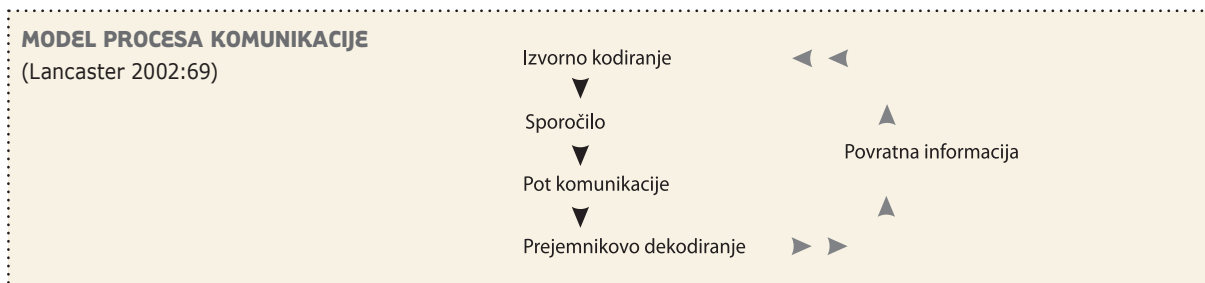 MODEL PROCESA KOMUNIKACIJE
(Lancaster 2002:69)
Izvorno kodiranje
Sporočilo
Pot komunikacije
Prejemnikovo dekodiranje
Povratna informacija